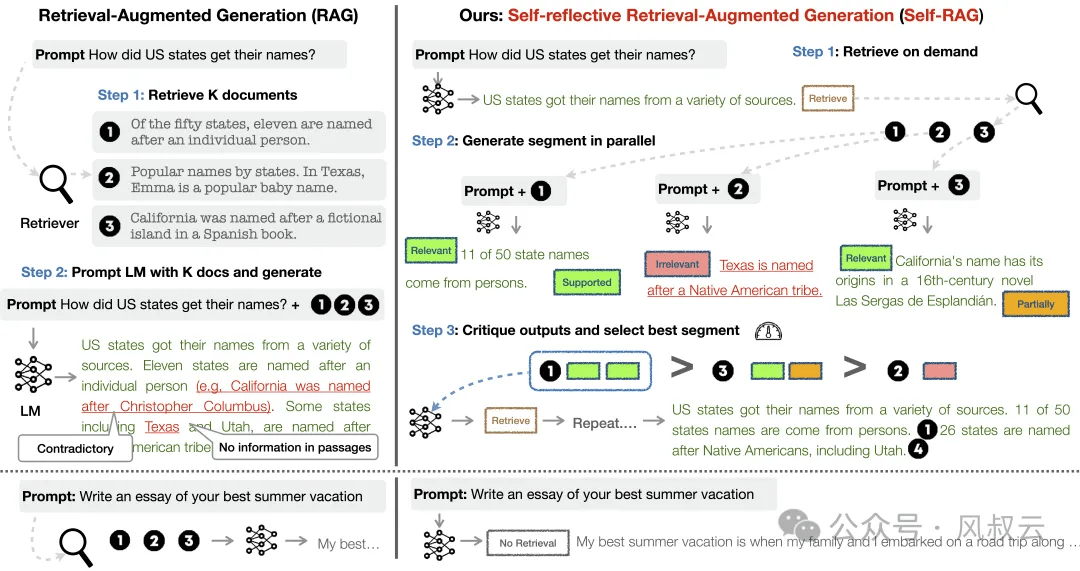 Retrieval-Augmented Generation (RAG)
Prompt How did US states get their names?
Step 1: Retrieve K documents
1 Of the fifty states, eleven are named
after an individual person.
2 Popular names by states. In Texas,
Emma is a popular baby name.
3 California was named after a fictional
island in a Spanish book.
Retriever
Step 2: Prompt LM with K docs and generate
Prompt How did US states get their names? + 1 2 3
LM
US states got their names from a variety of
sources. Eleven states are named after an
individual person (e.g, California was named
after Christopher Columbus). Some states
including Texas and Utah, are named after
American tribe
Contradictory
No information in passages
Prompt: Write an essay of your best summer vacation
1 2 3
My best…
Ours: Self-reflective Retrieval-Augmented Generation (Self-RAG)
Prompt How did US states get their names?
Step 1: Retrieve on demand
US states got their names from a variety of sources. Retrieve
1 2 3
Step 2: Generate segment in parallel
Prompt + 1
Prompt + 2
Prompt + 3
Relevant 11 of 50 state names
come from persons. Supported
Irrelevant Texas is named
after a Native American tribe.
Relevant California's name has its
origins in a 16th-century novel
Las Sergas de Esplandián. Partially
Step 3: Critique outputs and select best segment
1 > 3 > 2
Retrieve
Repeat.…
US states got their names from a variety of sources. 11 of 50
states names are come from persons. 1 26 states are named
after Native Americans, including Utah. 4
Prompt: Write an essay of your best summer vacation
No Retrieval
My best summer vacation is when my family and I embarked on a road trip along …
公众号·风叔云